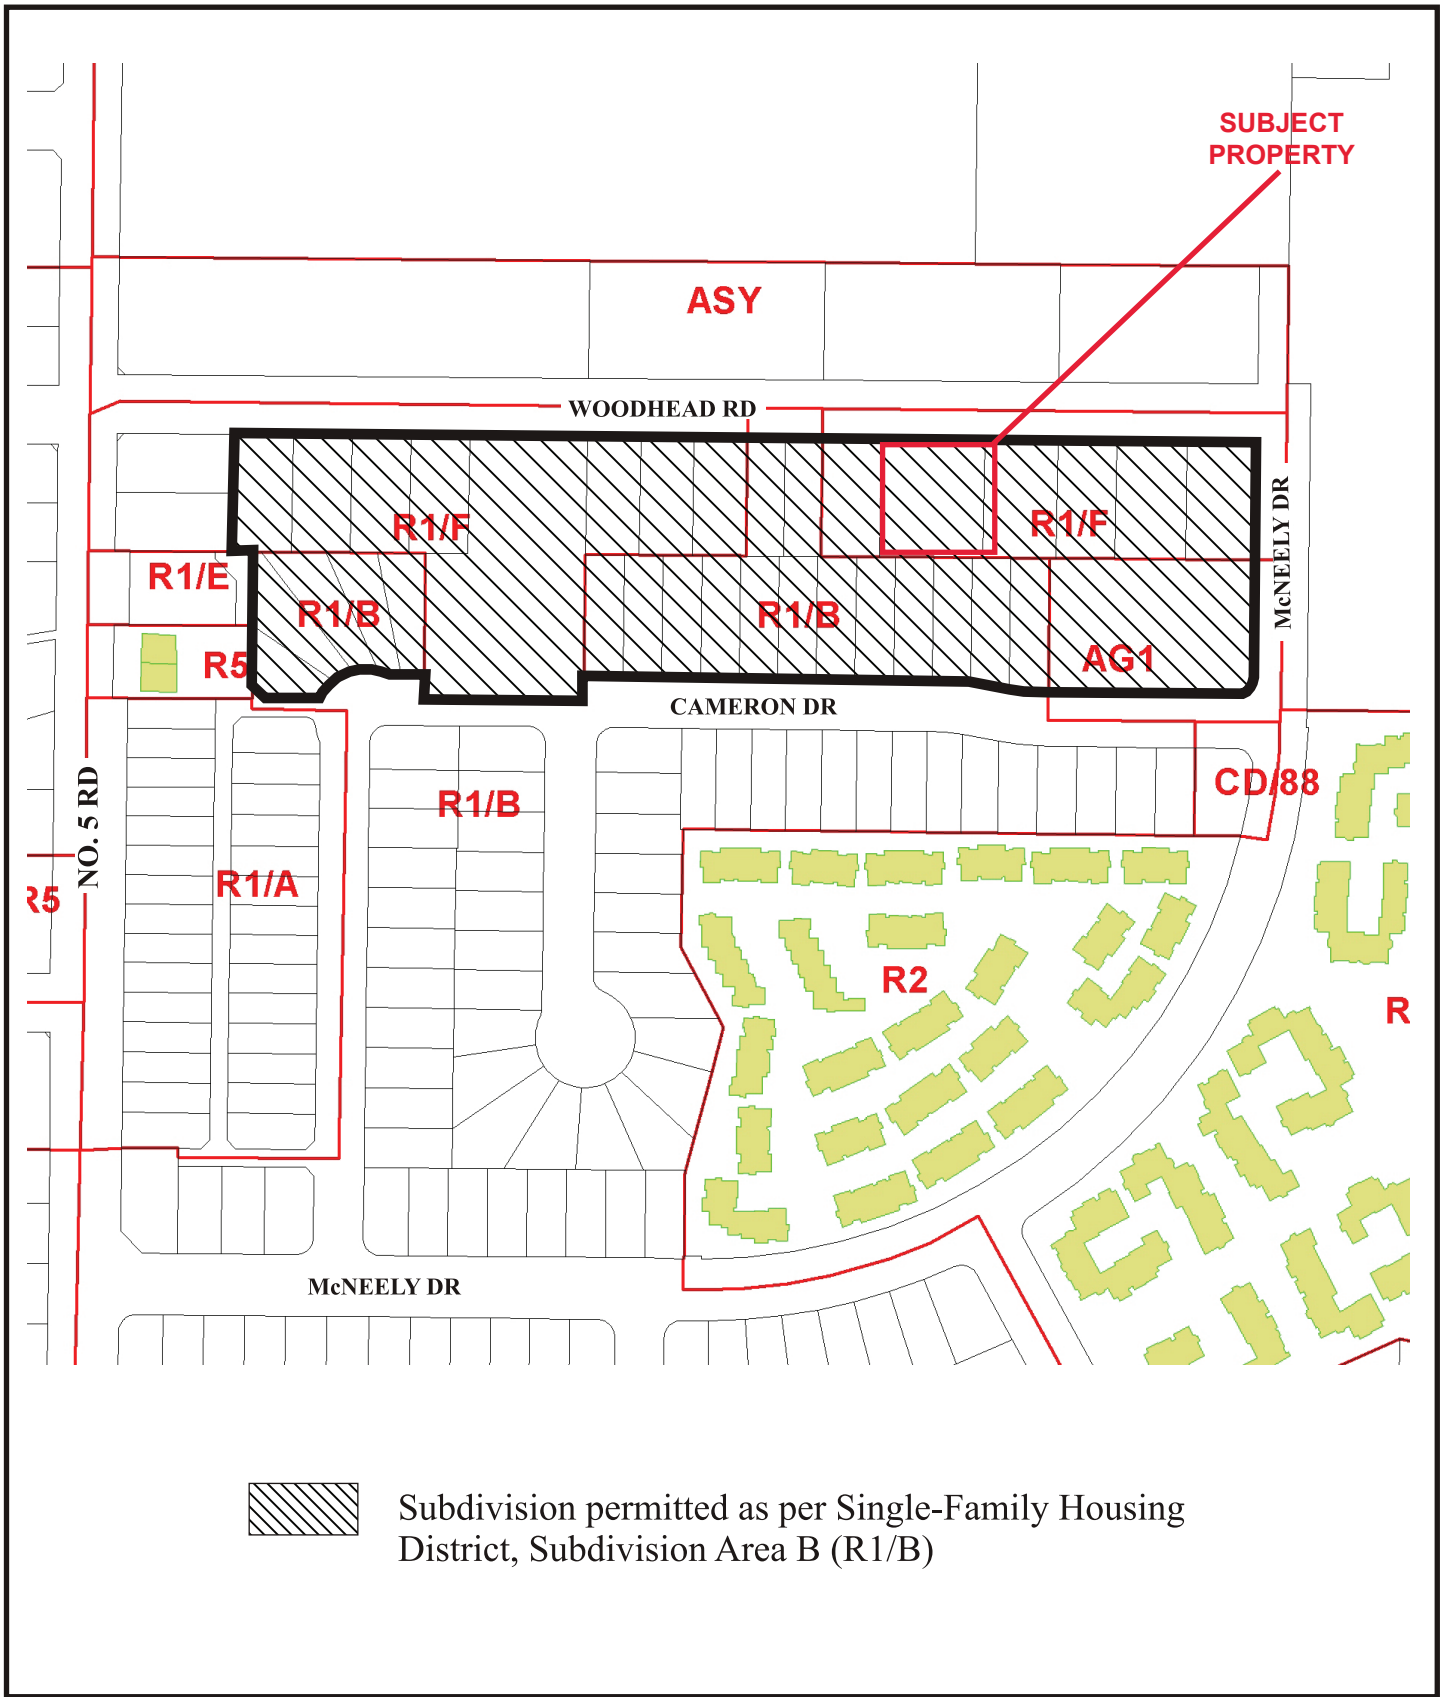 SUBJECT
PROPERTY
ASY
WOODHEAD RD
R1/F
R1/F
McNEELY DR
R1/E
R1/B
R1/B
R5
AG1
CAMERON DR
CD/88
R1/B
NO. 5 RD
R1/A
R5
R2
R
McNEELY DR
Subdivision permitted as per Single-Family Housing
District, Subdivision Area B (R1/B)